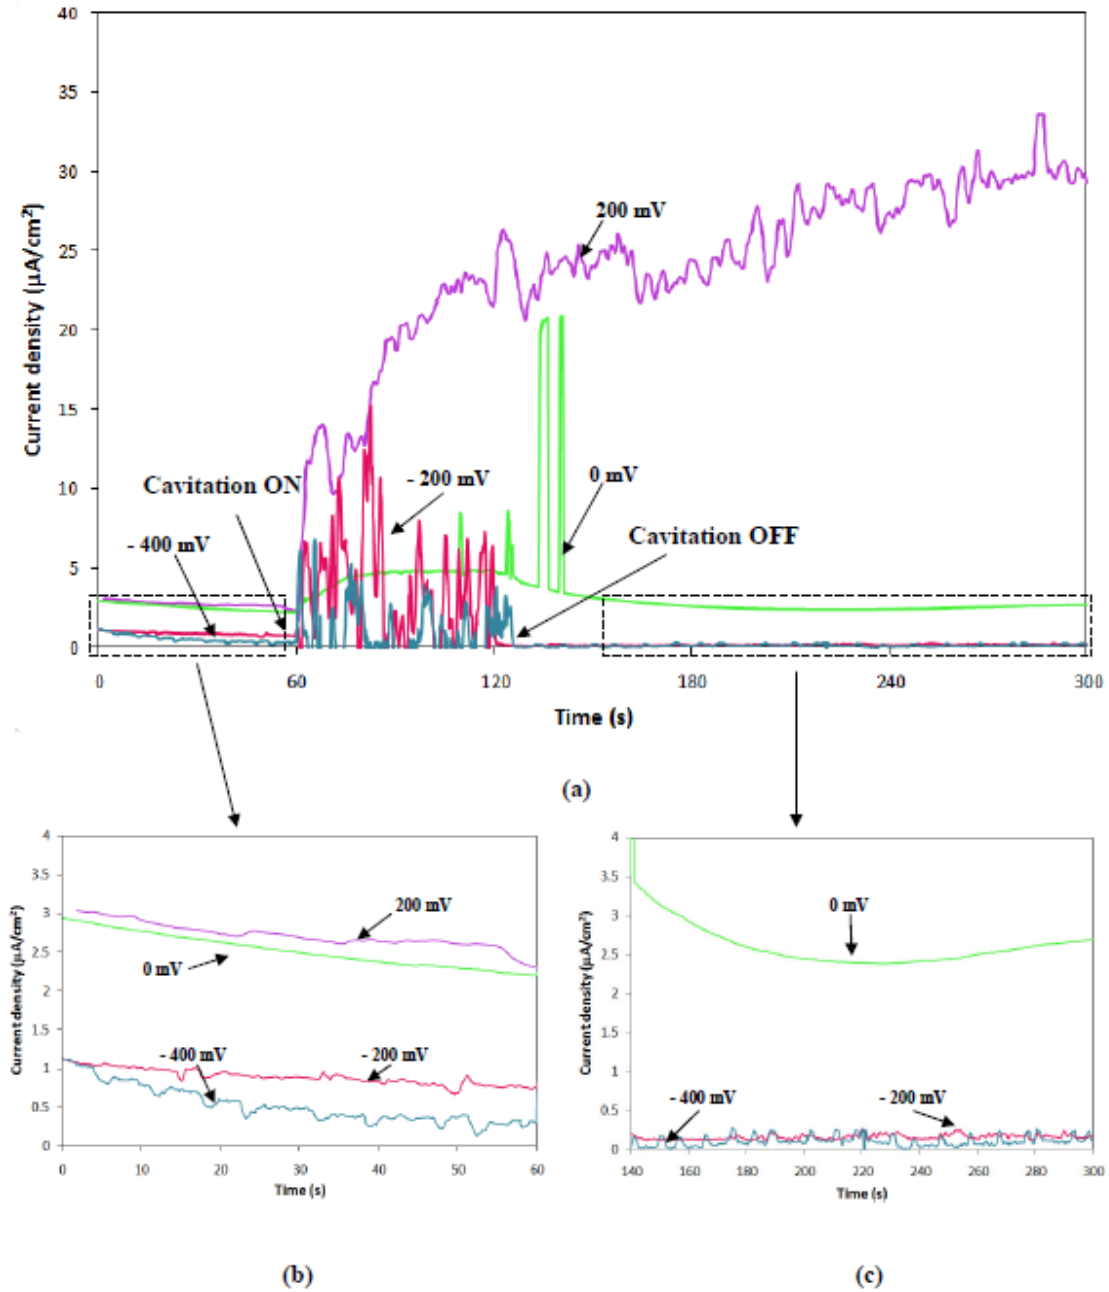 40
35
30
25
20
15
10
5
0
Current density (µA/cm²)
200 mV
- 200 mV
0 mV
Cavitation ON
- 400 mV
Cavitation OFF
0 60 120 180 240 300
Time (s)
(a)
4
3.5
3
2.5
2
1.5
1
0.5
0
Current density (µA/cm²)
200 mV
0 mV
- 400 mV
- 200 mV
0 10 20 30 40 50 60
Time (s)
(b)
4
3.5
3
2.5
2
1.5
1
0.5
0
Current density (µA/cm²)
0 mV
- 400 mV
- 200 mV
140 160 180 200 220 240 260 280 300
Time (s)
(c)